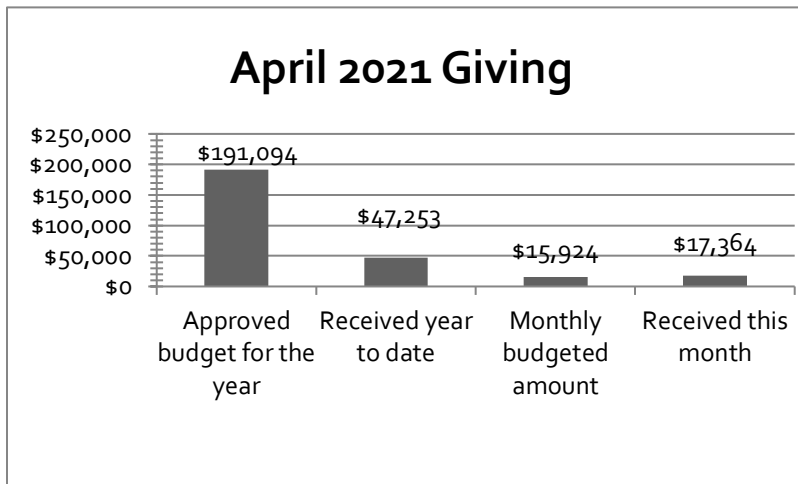 April 2021 Giving
$250,000
$200,000
$150,000
$100,000
$50,000
$0
$191,094
$47,253
$15,924
$17,364
Approved
budget for the
year
Received year
to date
Monthly
budgeted
amount
Received this
month